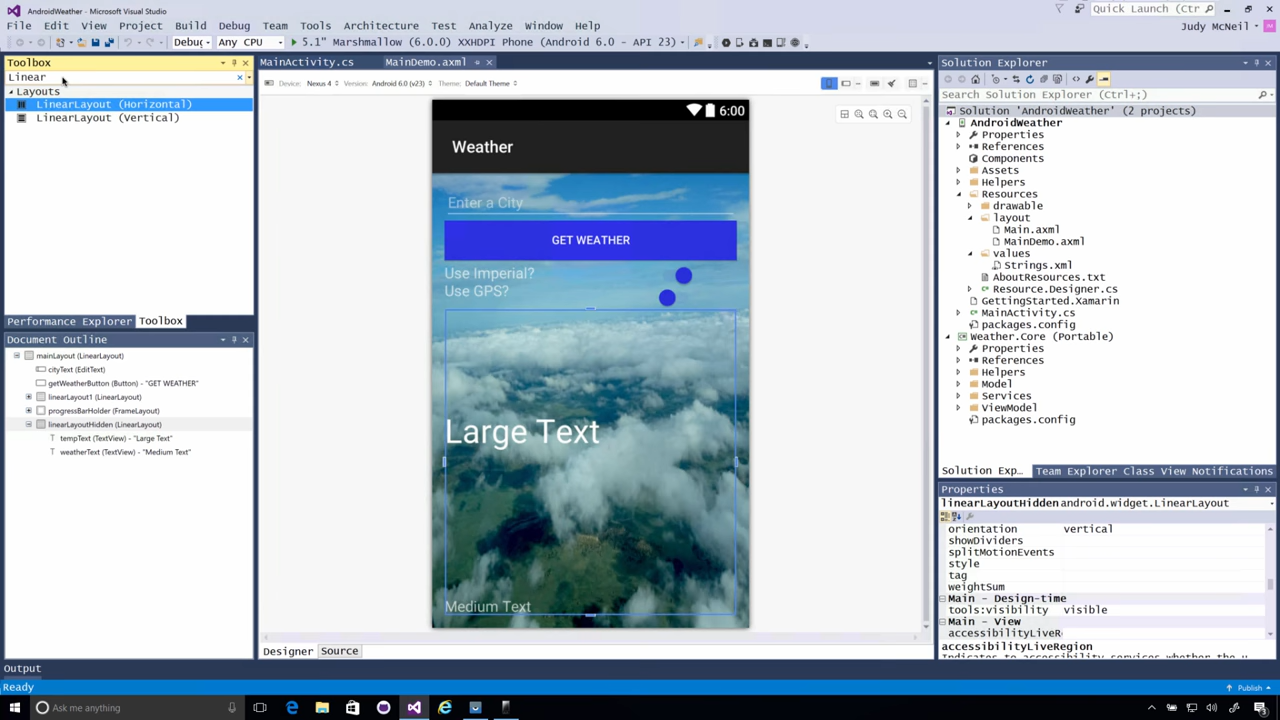 AndroidWeather
Quick Launch (Ctr
File Edit View Project Build Debug Team Tools Architecture Test Analyze Window Help
Judy McNeil JM
Debug Any CPU 5.1" Marshmallow (6.0.0) XXHDPI Phone (Android 6.0 - API 23)
Toolbox
Linear
Layouts
LinearLayout (Horizontal)
LinearLayout (Vertical)
Performance Explorer Toolbox
Document Outline
mainLayout (LinearLayout)
cityText (EditText)
getWeatherButton (Button) - "GET WEATHER"
linearLayout1 (LinearLayout)
progressBarHolder (FrameLayout)
linearLayoutHidden (LinearLayout)
tempText (TextView) - "Large Text"
weatherText (TextView) - "Medium Text"
MainActivity.cs MainDemo.axml
Device: Nexus 4 Version: Android 6.0 (v23) Theme: Default Theme
6:00
Weather
Enter a City
GET WEATHER
Use Imperial?
Use GPS?
Large Text
Medium Text
Designer Source
Solution Explorer
Search Solution Explorer (Ctrl+;)
Solution 'AndroidWeather' (2 projects)
AndroidWeather
Properties
References
Components
Assets
Helpers
Resources
drawable
layout
Main.axml
MainDemo.axml
values
Strings.xml
AboutResources.txt
Resource.Designer.cs
GettingStarted.Xamarin
MainActivity.cs
packages.config
Weather.Core (Portable)
Properties
References
Helpers
Model
Services
ViewModel
packages.config
Solution Exp... Team Explorer Class View Notifications
Properties
linearLayoutHidden android.widget.LinearLayout
orientation vertical
showDividers
splitMotionEvents
style
tag
weightSum
Main - Design-time
tools:visibility visible
Main - View
accessibilityLiveR
accessibilityLiveRegion
Output
Ready
Publish
Ask me anything